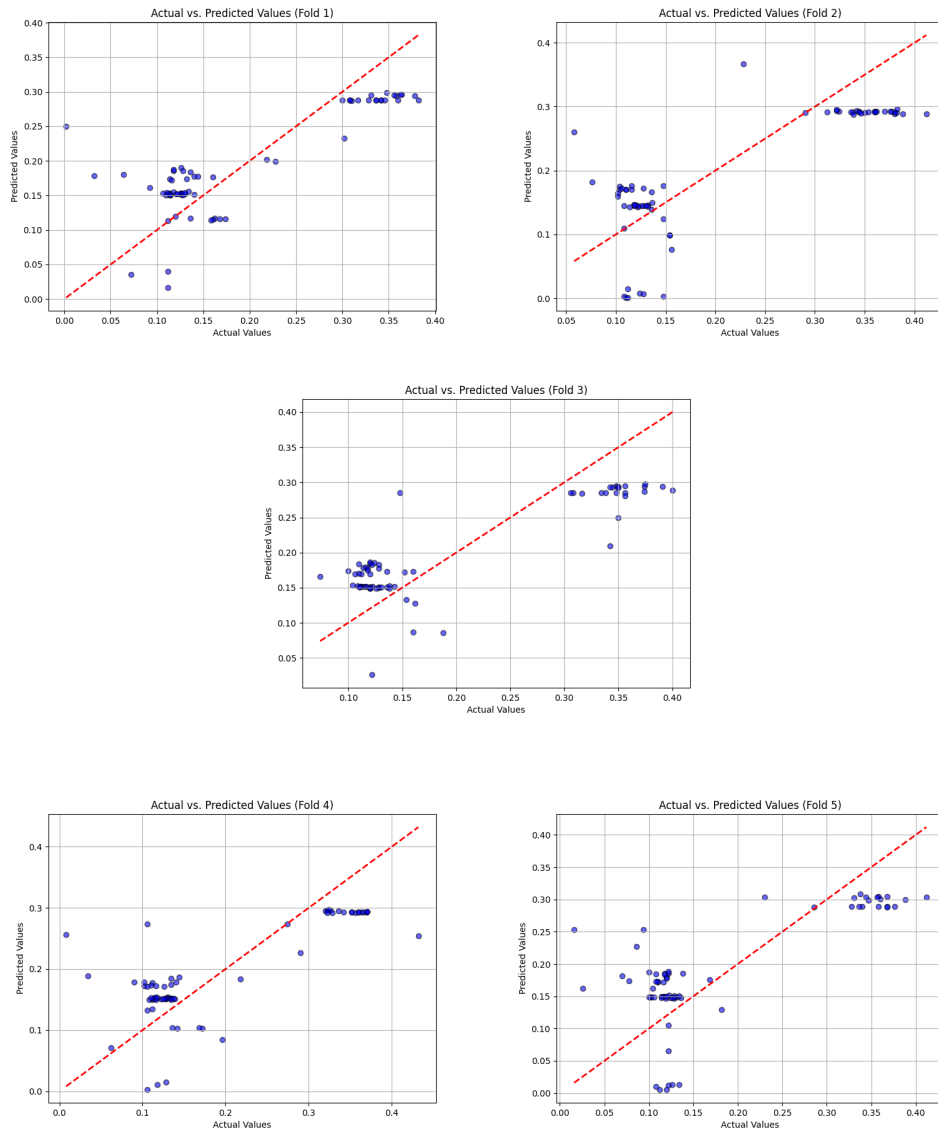 Actual vs. Predicted Values (Fold 1)
Predicted Values
0.40
0.35
0.30
0.25
0.20
0.15
0.10
0.05
0.00
0.00 0.05 0.10 0.15 0.20 0.25 0.30 0.35 0.40
Actual Values
Actual vs. Predicted Values (Fold 2)
Predicted Values
0.4
0.3
0.2
0.1
0.0
0.05 0.10 0.15 0.20 0.25 0.30 0.35 0.40
Actual Values
Actual vs. Predicted Values (Fold 3)
Predicted Values
0.40
0.35
0.30
0.25
0.20
0.15
0.10
0.05
0.10 0.15 0.20 0.25 0.30 0.35 0.40
Actual Values
Actual vs. Predicted Values (Fold 4)
Predicted Values
0.4
0.3
0.2
0.1
0.0
0.0 0.1 0.2 0.3 0.4
Actual Values
Actual vs. Predicted Values (Fold 5)
Predicted Values
0.40
0.35
0.30
0.25
0.20
0.15
0.10
0.05
0.00
0.00 0.05 0.10 0.15 0.20 0.25 0.30 0.35 0.40
Actual Values